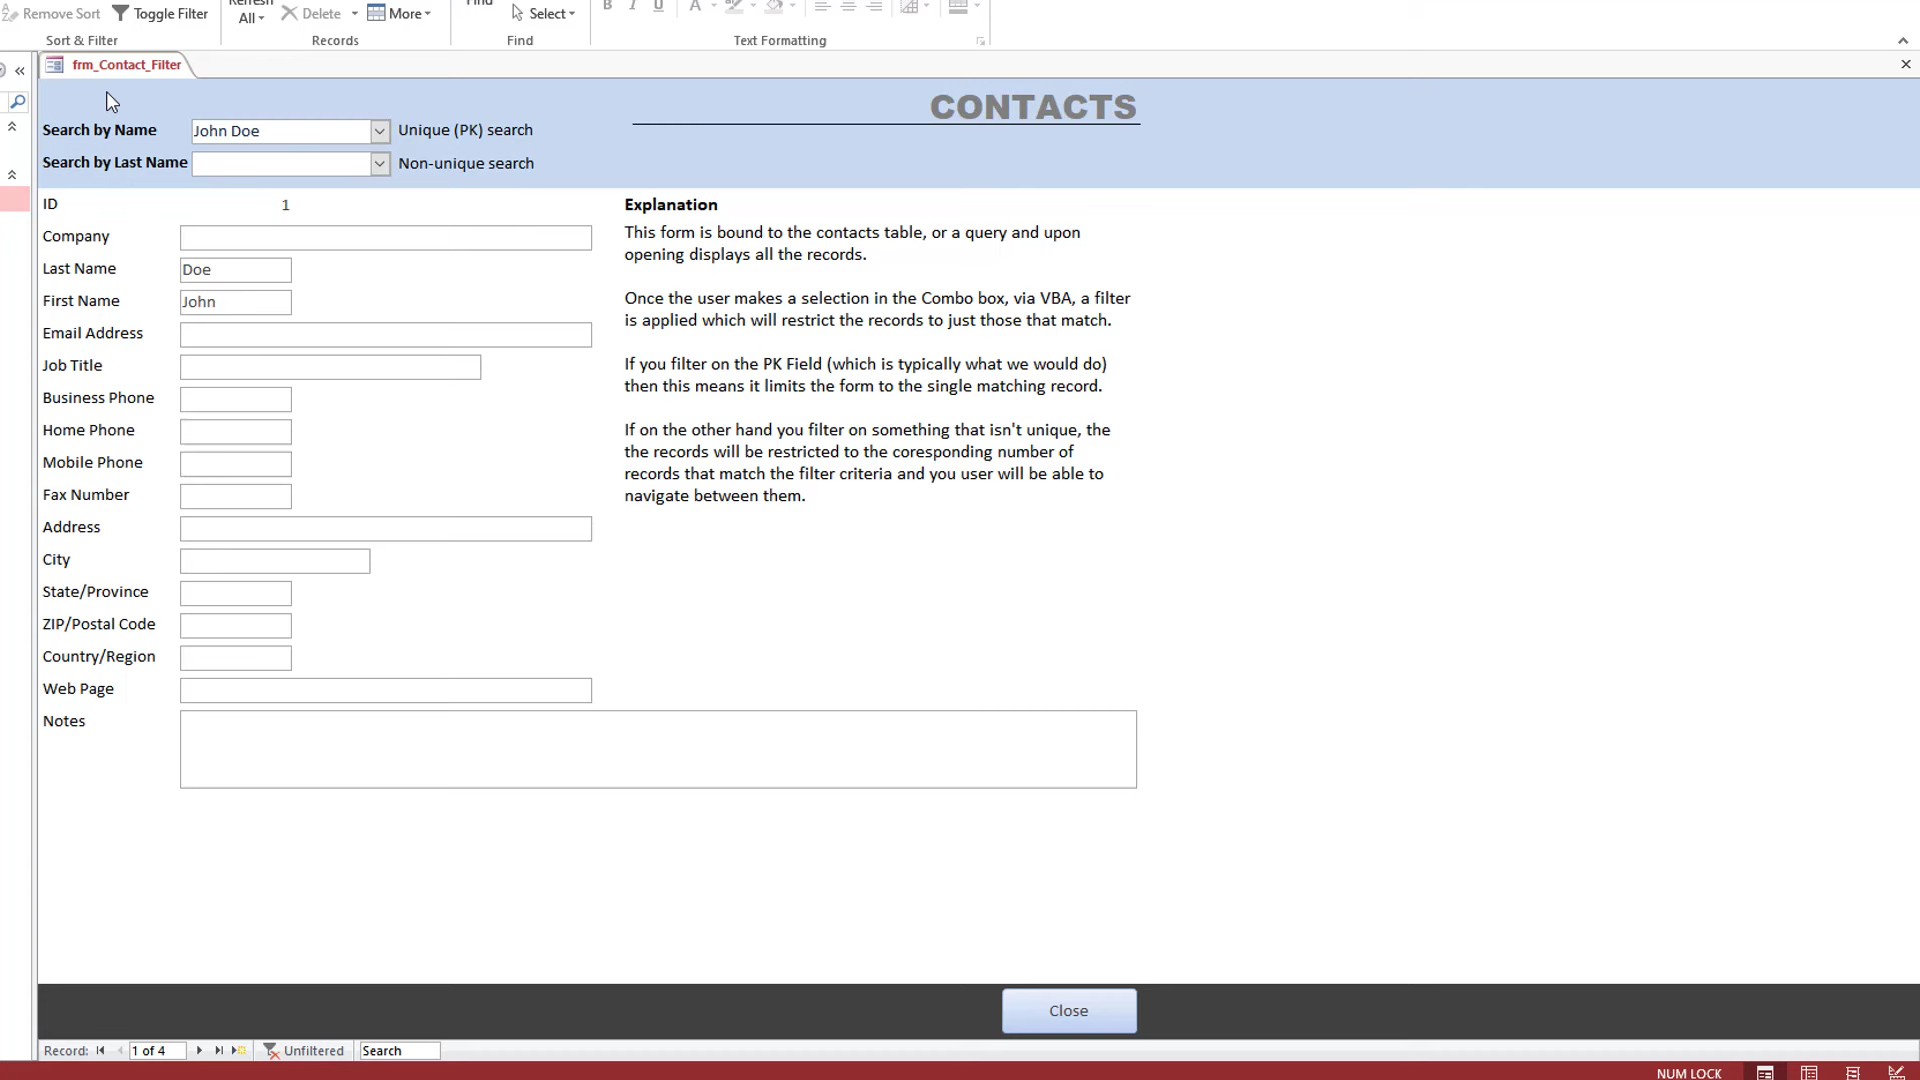 Remove Sort
Toggle Filter
Refresh
All
Delete
More
Find
Select
B I U A
Sort & Filter
Records
Find
Text Formatting
frm_Contact_Filter
CONTACTS
Search by Name
John Doe
Unique (PK) search
Search by Last Name
Non-unique search
ID
1
Company
Last Name
Doe
First Name
John
Email Address
Job Title
Business Phone
Home Phone
Mobile Phone
Fax Number
Address
City
State/Province
ZIP/Postal Code
Country/Region
Web Page
Notes
Explanation
This form is bound to the contacts table, or a query and upon
opening displays all the records.
Once the user makes a selection in the Combo box, via VBA, a filter
is applied which will restrict the records to just those that match.
If you filter on the PK Field (which is typically what we would do)
then this means it limits the form to the single matching record.
If on the other hand you filter on something that isn't unique, the
the records will be restricted to the coresponding number of
records that match the filter criteria and you user will be able to
navigate between them.
Close
Record:
1 of 4
Unfiltered
Search
NUM LOCK